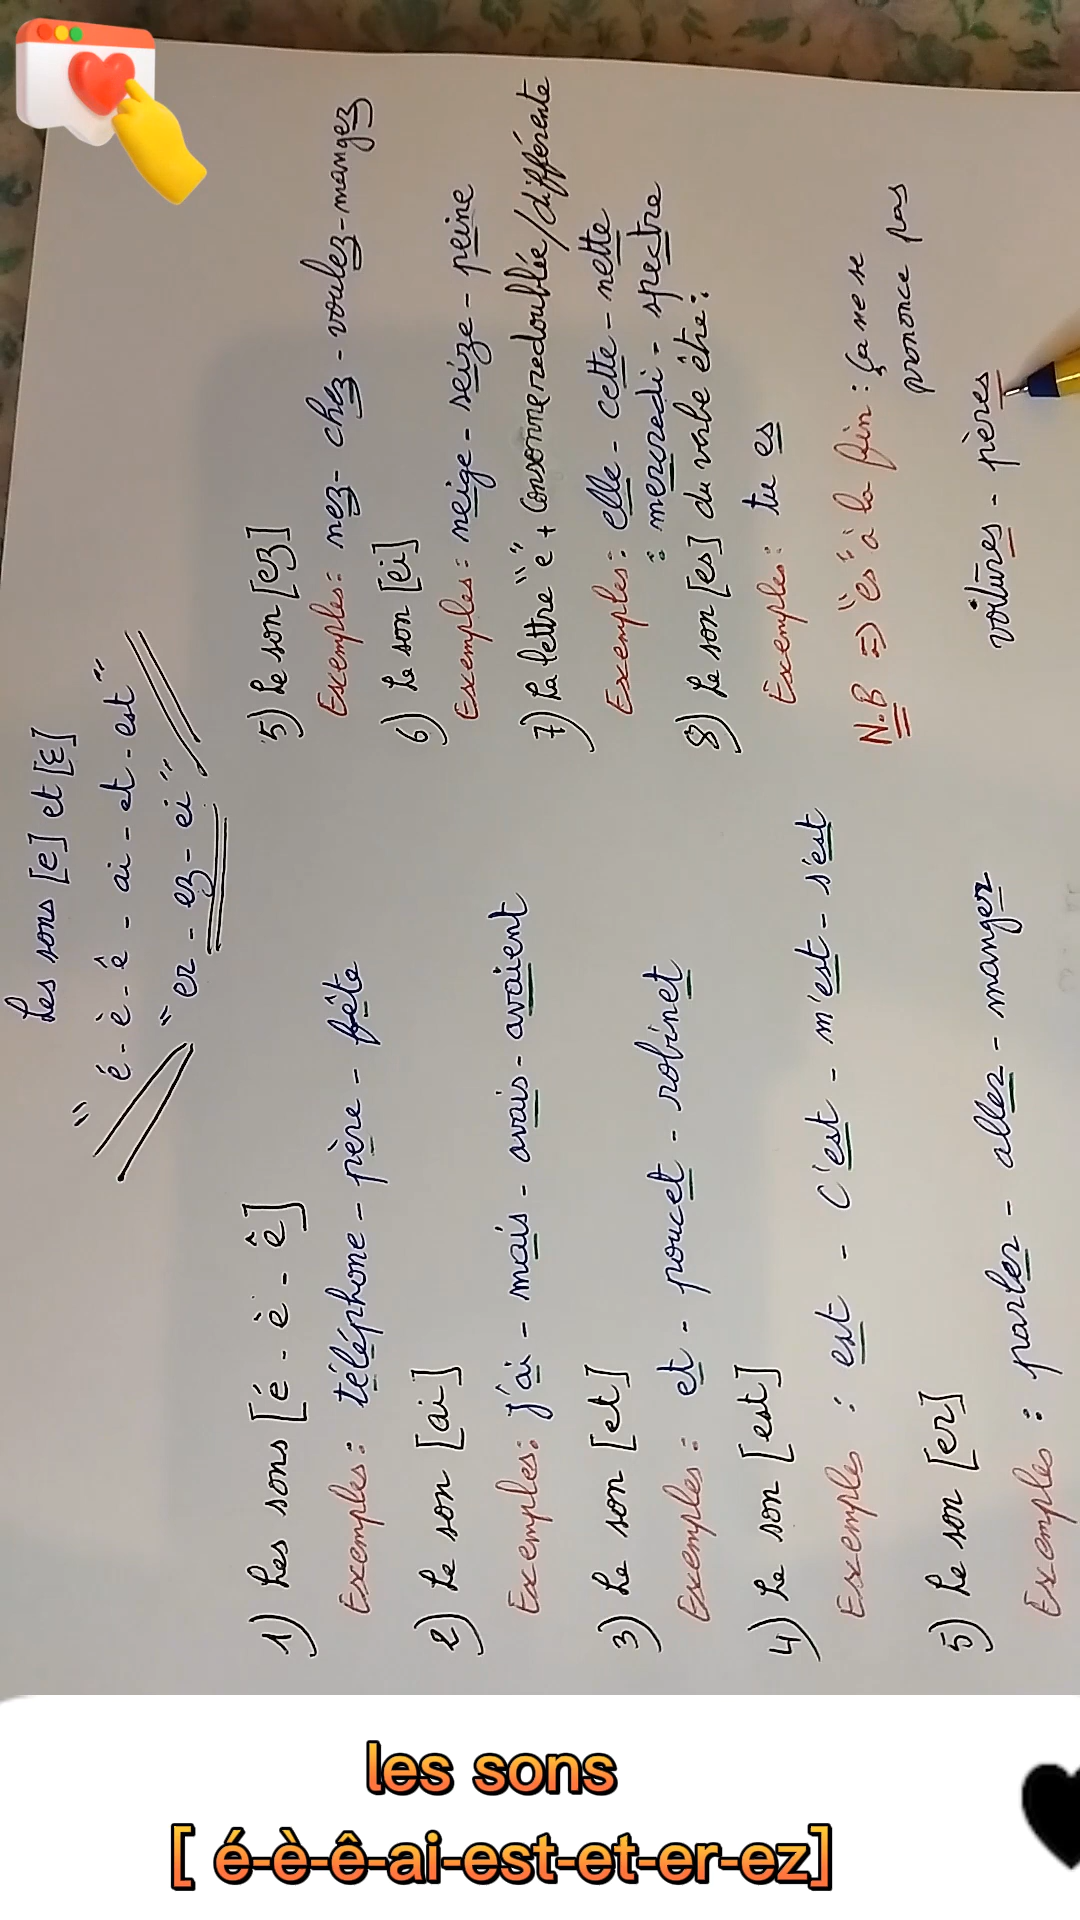 Les sons [e] et [ɛ]
" é - è - ê - ai - et - est "
" er - ez - ei "
1) Les sons [é - è - ê]
Exemples : téléphone - père - fête
2) Le son [ai]
Exemples : j'ai - mais - avais - avaient
3) Le son [et]
Exemples : et - poucet - robinet
4) Le son [est]
Exemples : est - c'est - m'est - s'est
5) Le son [er]
Exemples : parler - aller - manger
5) Le son [ez]
Exemples : nez - chez - voulez - mangez
6) Le son [ei]
Exemples : neige - seize - peine
7) La lettre "e" + Consonne redoublée/différente
Exemples : elle - cette - nette
: mercredi - spectre
8) Le son [es] du verbe être :
Exemples : tu es
N.B => "es" à la fin : ça ne se
prononce pas
voitures - pères
les sons
[ é-è-ê-ai-est-et-er-ez]